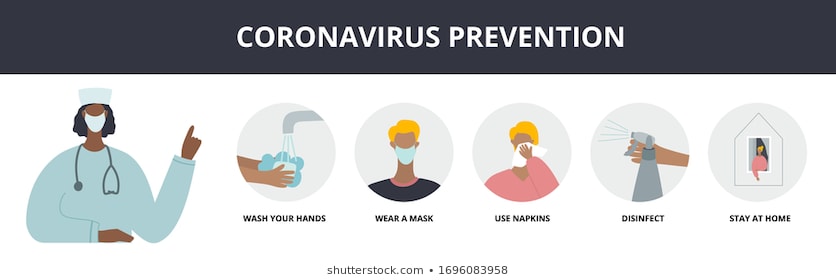 CORONAVIRUS PREVENTION
WASH YOUR HANDS
WEAR A MASK
USE NAPKINS
DISINFECT
STAY AT HOME
shutterstock.com • 1696083958